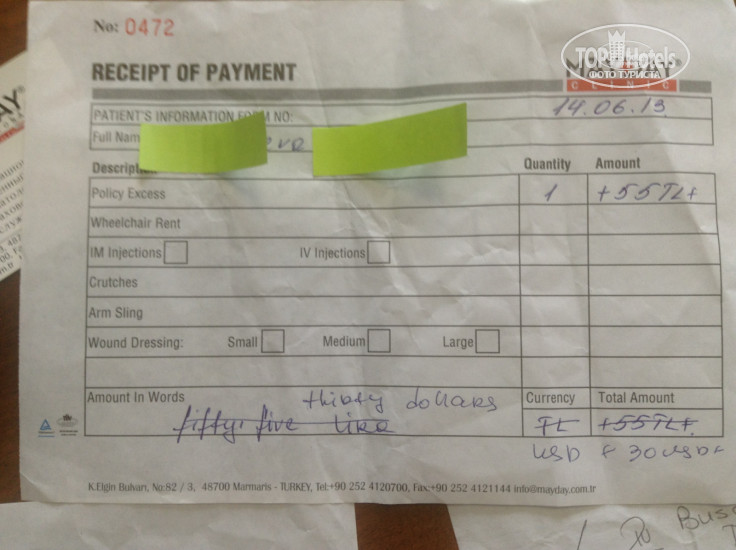 No: 0472
TOP Hotels
ФОТО ТУРИСТА
RECEIPT OF PAYMENT
CLINIC
PATIENT'S INFORMATION FORM NO:
14.06.13
Full Nam
Descript
Quantity
Amount
Policy Excess
1
+55TL+
Wheelchair Rent
IM Injections
IV Injections
Crutches
Arm Sling
Wound Dressing: Small Medium Large
Amount In Words
thirty dollars
Currency
Total Amount
fifty five lira
TL
+55TL+
USD
+30USD+
K.Elgin Bulvarı, No:82 / 3, 48700 Marmaris - TURKEY, Tel:+90 252 4120700, Fax:+90 252 4121144 info@mayday.com.tr